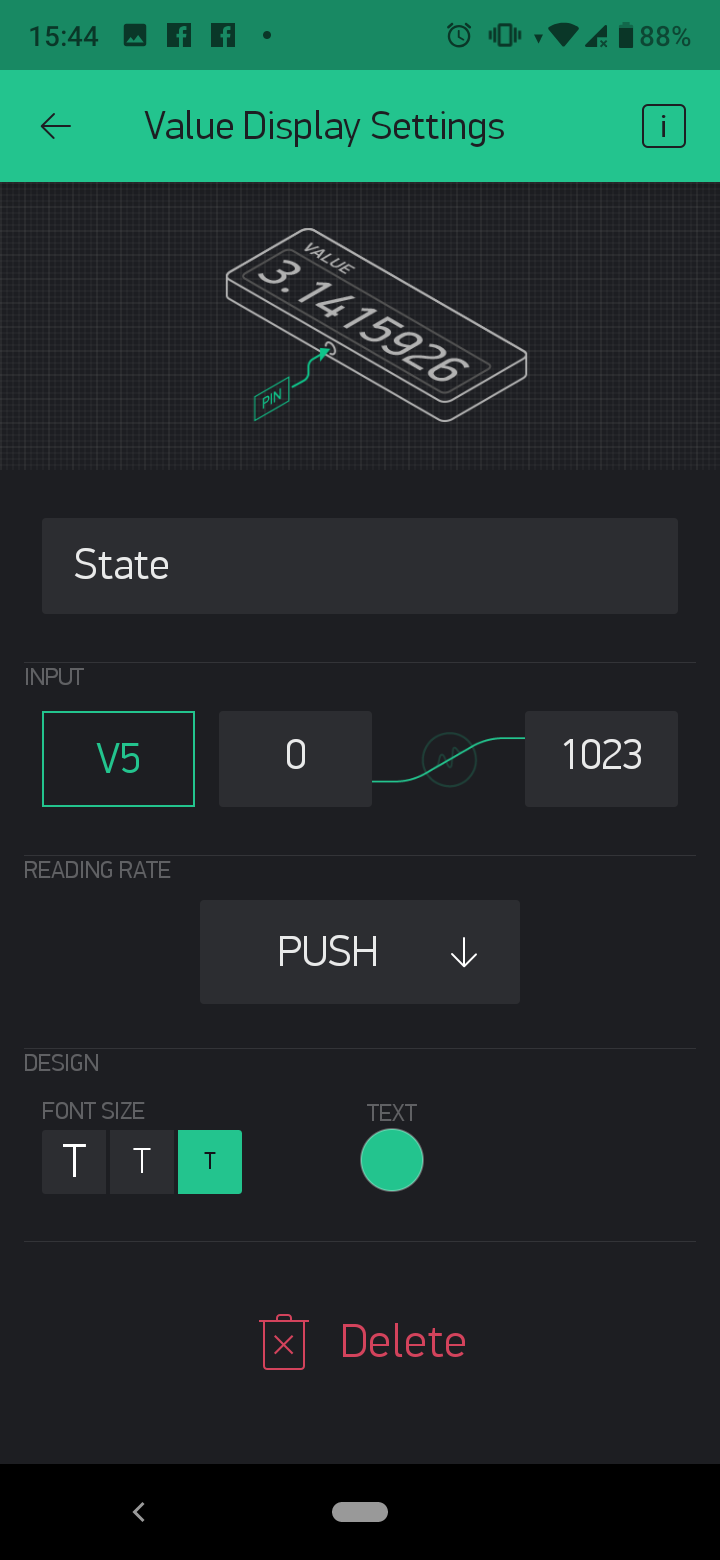 15:44
88%
Value Display Settings
i
VALUE
3.1415926
PIN
State
INPUT
V5 0 1023
READING RATE
PUSH
DESIGN
FONT SIZE TEXT
T T T
Delete